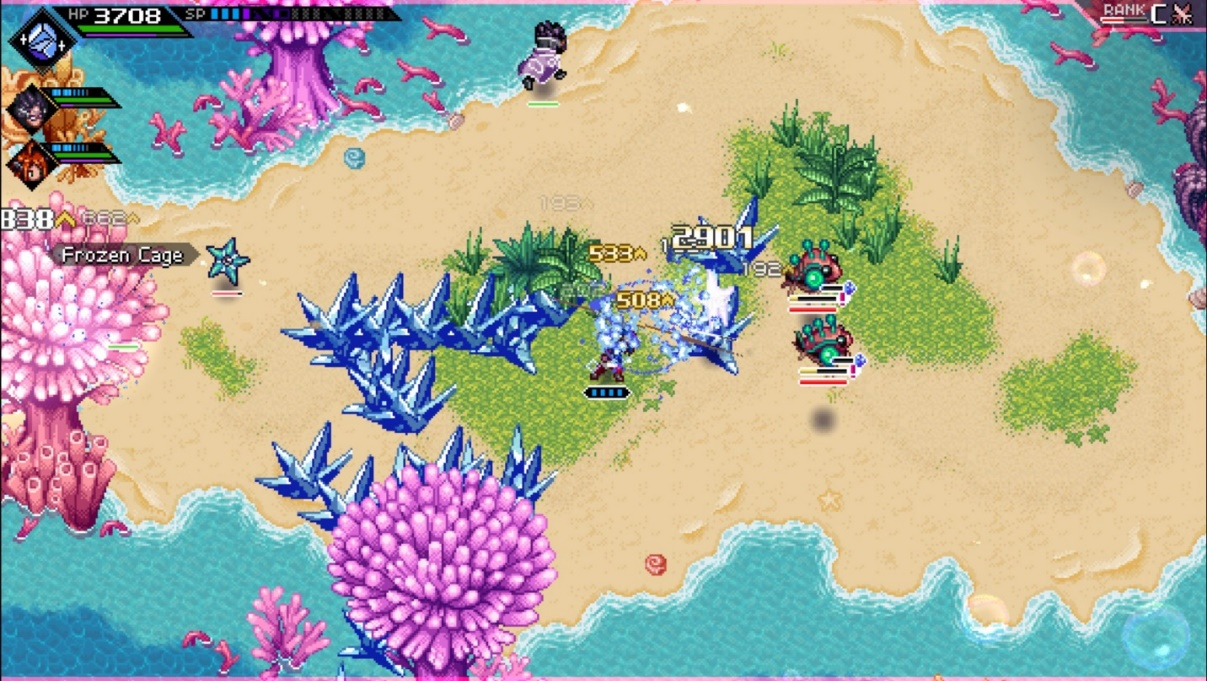 HP 3708 SP
RANK C
838 662
193
Frozen Cage
533
2901
192
508